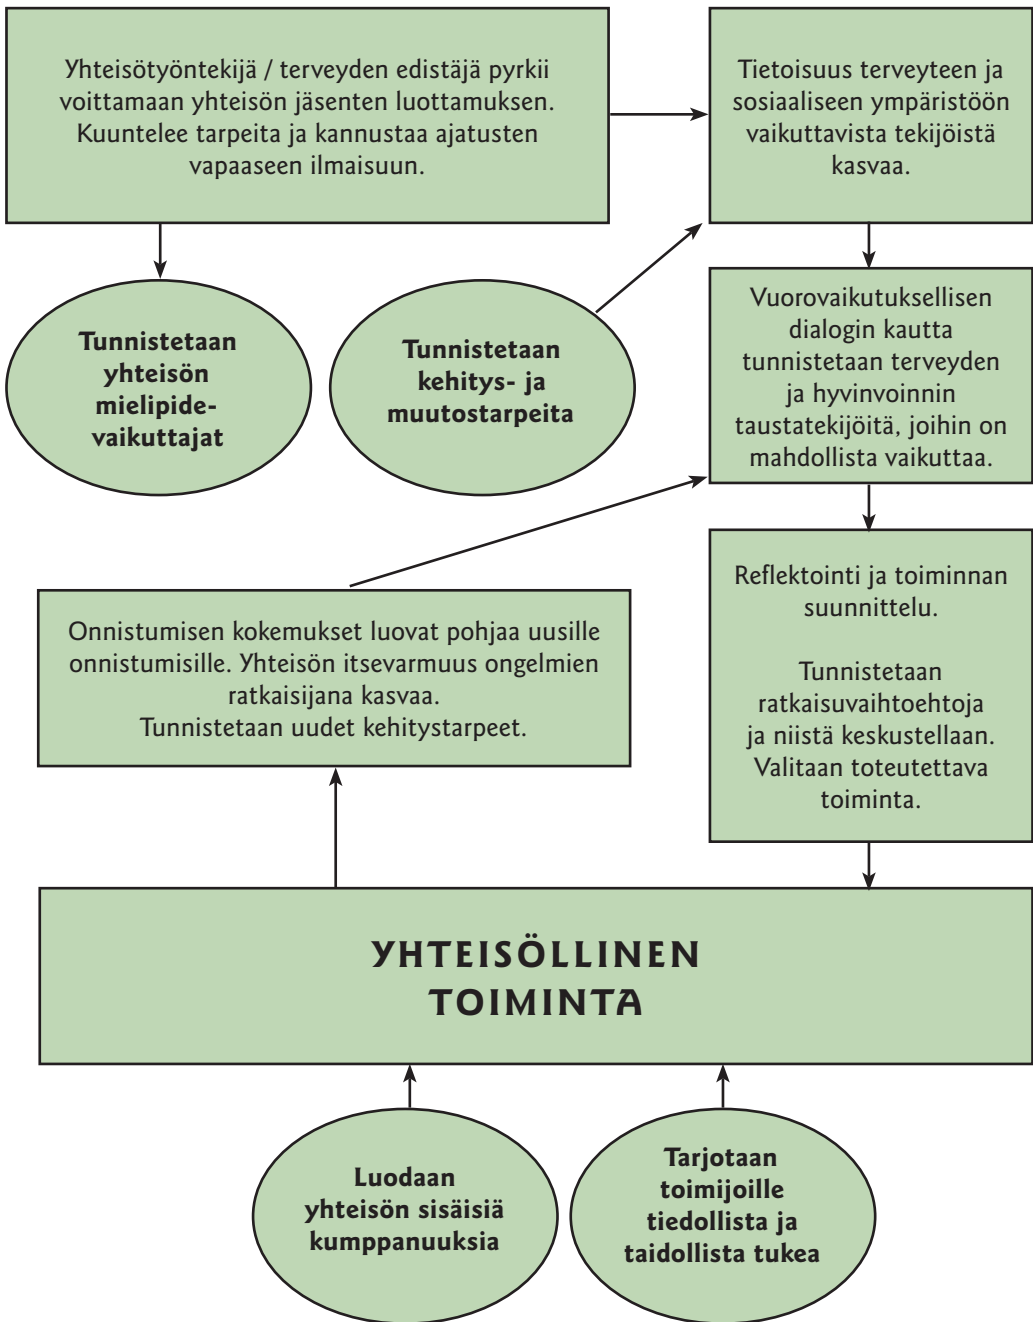 Yhteisötyöntekijä / terveyden edistäjä pyrkii
voittamaan yhteisön jäsenten luottamuksen.
Kuuntelee tarpeita ja kannustaa ajatusten
vapaaseen ilmaisuun.
Tietoisuus terveyteen ja
sosiaaliseen ympäristöön
vaikuttavista tekijöistä
kasvaa.
Tunnistetaan
yhteisön
mielipide-
vaikuttajat
Tunnistetaan
kehitys- ja
muutostarpeita
Vuorovaikutuksellisen
dialogin kautta
tunnistetaan terveyden
ja hyvinvoinnin
taustatekijöitä, joihin on
mahdollista vaikuttaa.
Onnistumisen kokemukset luovat pohjaa uusille
onnistumisille. Yhteisön itsevarmuus ongelmien
ratkaisijana kasvaa.
Tunnistetaan uudet kehitystarpeet.
Reflektointi ja toiminnan
suunnittelu.
Tunnistetaan
ratkaisuvaihtoehtoja
ja niistä keskustellaan.
Valitaan toteutettava
toiminta.
YHTEISÖLLINEN
TOIMINTA
Luodaan
yhteisön sisäisiä
kumppanuuksia
Tarjotaan
toimijoille
tiedollista ja
taidollista tukea